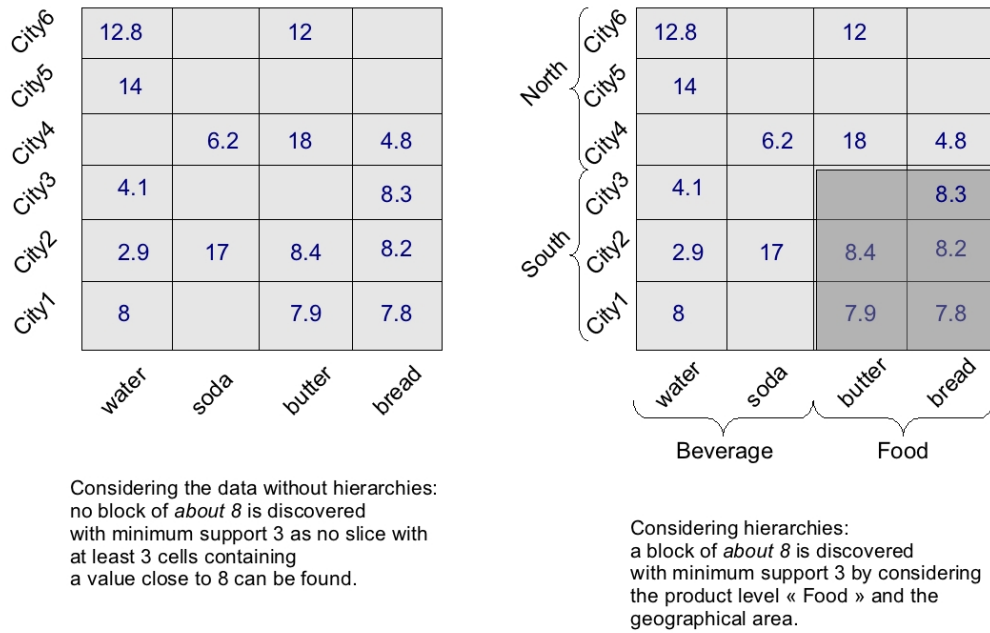 City6 12.8 12
City5 14
City4 6.2 18 4.8
City3 4.1 8.3
City2 2.9 17 8.4 8.2
City1 8 7.9 7.8
water soda butter bread
Considering the data without hierarchies:
no block of about 8 is discovered
with minimum support 3 as no slice with
at least 3 cells containing
a value close to 8 can be found.
North
South
City6 12.8 12
City5 14
City4 6.2 18 4.8
City3 4.1 8.3
City2 2.9 17 8.4 8.2
City1 8 7.9 7.8
water soda butter bread
Beverage Food
Considering hierarchies:
a block of about 8 is discovered
with minimum support 3 by considering
the product level « Food » and the
geographical area.